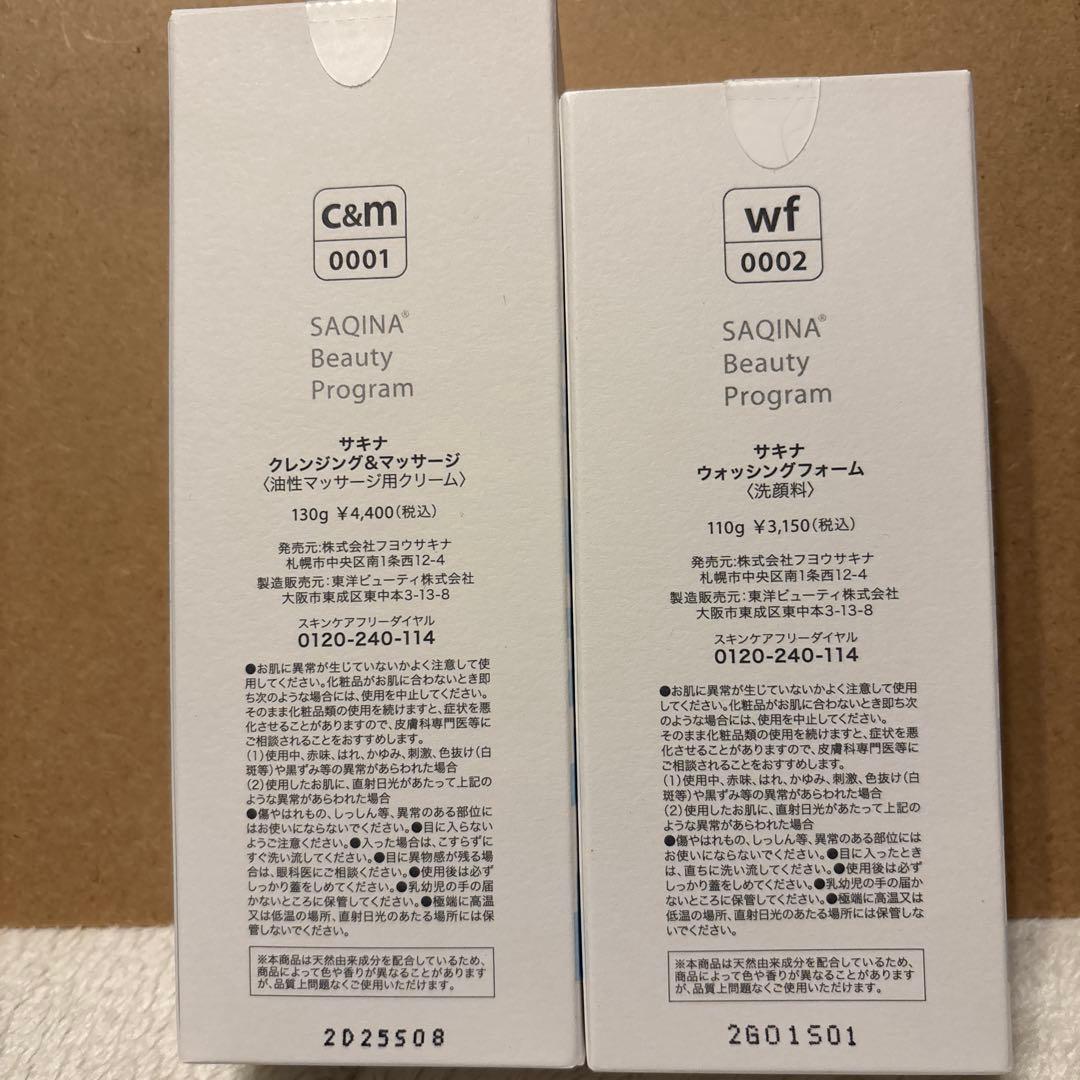 c&m
0001
SAQINA®
Beauty
Program
サキナ
クレンジング&マッサージ
〈油性マッサージ用クリーム〉
130g ¥4,400(税込)
発売元:株式会社フヨウサキナ
札幌市中央区南1条西12-4
製造販売元:東洋ビューティ株式会社
大阪市東成区東中本3-13-8
スキンケアフリーダイヤル
0120-240-114
●お肌に異常が生じていないかよく注意して使
用してください。化粧品がお肌に合わないとき即
ち次のような場合には、使用を中止してください。
そのまま化粧品類の使用を続けますと、症状を悪
化させることがありますので、皮膚科専門医等に
ご相談されることをおすすめします。
(1)使用中、赤味、はれ、かゆみ、刺激、色抜け(白
斑等)や黒ずみ等の異常があらわれた場合
(2)使用したお肌に、直射日光があたって上記の
ような異常があらわれた場合
●傷やはれもの、しっしん等、異常のある部位に
はお使いにならないでください。●目に入らない
ようご注意ください。●入った場合は、こすらずに
すぐ洗い流してください。●目に異物感が残る場
合は、眼科医にご相談ください。●使用後は必ず
しっかり蓋をしめてください。●乳幼児の手の届
かないところに保管してください。●極端に高温
又は低温の場所、直射日光のあたる場所には保
管しないでください。
※本商品は天然由来成分を配合しているため、
商品によって色や香りが異なることがあります
が、品質上問題なくご使用いただけます。
2D25S08
wf
0002
SAQINA®
Beauty
Program
サキナ
ウォッシングフォーム
〈洗顔料〉
110g ¥3,150(税込)
発売元:株式会社フヨウサキナ
札幌市中央区南1条西12-4
製造販売元:東洋ビューティ株式会社
大阪市東成区東中本3-13-8
スキンケアフリーダイヤル
0120-240-114
●お肌に異常が生じていないかよく注意して使用
してください。化粧品がお肌に合わないとき即ち次
のような場合には、使用を中止してください。
そのまま化粧品類の使用を続けますと、症状を悪
化させることがありますので、皮膚科専門医等に
ご相談されることをおすすめします。
(1)使用中、赤味、はれ、かゆみ、刺激、色抜け(白
斑等)や黒ずみ等の異常があらわれた場合
(2)使用したお肌に、直射日光があたって上記のよ
うな異常があらわれた場合
●傷やはれもの、しっしん等、異常のある部位には
お使いにならないでください。●目に入ったとき
は、直ちに洗い流してください。●使用後は必ず
しっかり蓋をしめてください。●乳幼児の手の届か
ないところに保管してください。●極端に高温又は
低温の場所、直射日光のあたる場所には保管しな
いでください。
※本商品は天然由来成分を配合しているため、
商品によって色や香りが異なることがあります
が、品質上問題なくご使用いただけます。
2G01S01